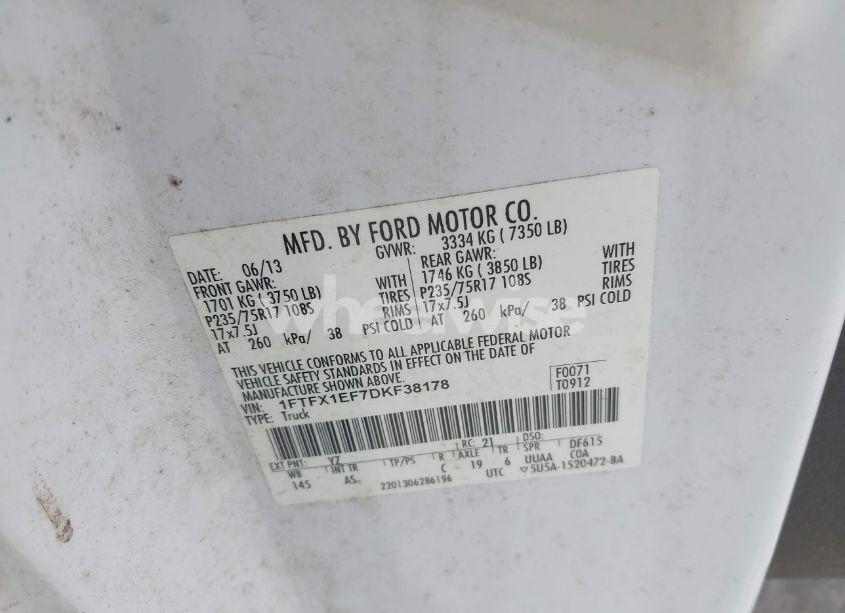 MFD. BY FORD MOTOR CO.
DATE: 06/13 GVWR: 3334 KG ( 7350 LB)
FRONT GAWR: REAR GAWR:
1701 KG ( 3750 LB) WITH 1746 KG ( 3850 LB) WITH
P235/75R17 108S TIRES P235/75R17 108S TIRES
17x7.5J RIMS 17x7.5J RIMS
AT 260 kPa/ 38 PSI COLD AT 260 kPa/ 38 PSI COLD
THIS VEHICLE CONFORMS TO ALL APPLICABLE FEDERAL MOTOR
VEHICLE SAFETY STANDARDS IN EFFECT ON THE DATE OF
MANUFACTURE SHOWN ABOVE.
VIN: 1FTFX1EF7DKF38178 F0071
TYPE: Truck T0912
EXT PNT: YZ RC: 21 DSO: DF615
WB INT TR TP/PS R AXLE TR SPR COA
145 AS. C 19 6 UUAA
2201306286196 UTC ▽5U5A-1520472-BA
wheelwise